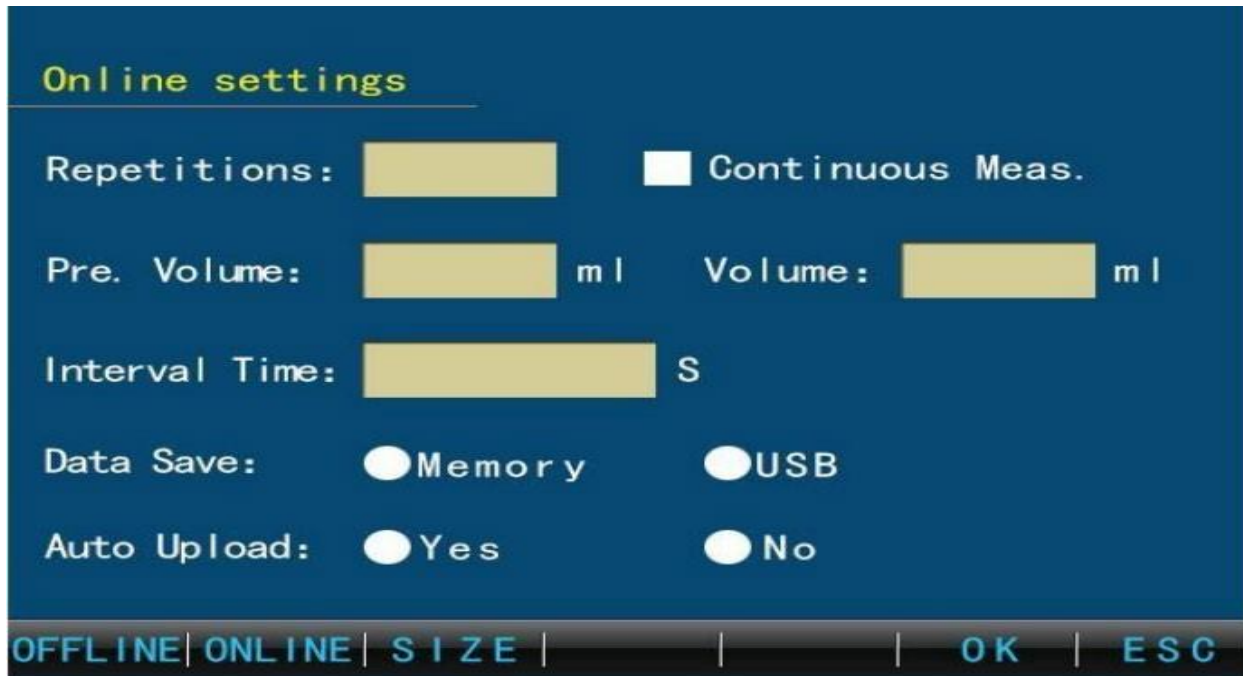 Online settings
Repetitions: Continuous Meas.
Pre. Volume: ml Volume: ml
Interval Time: S
Data Save: Memory USB
Auto Upload: Yes No
OFFLINE ONLINE SIZE OK ESC